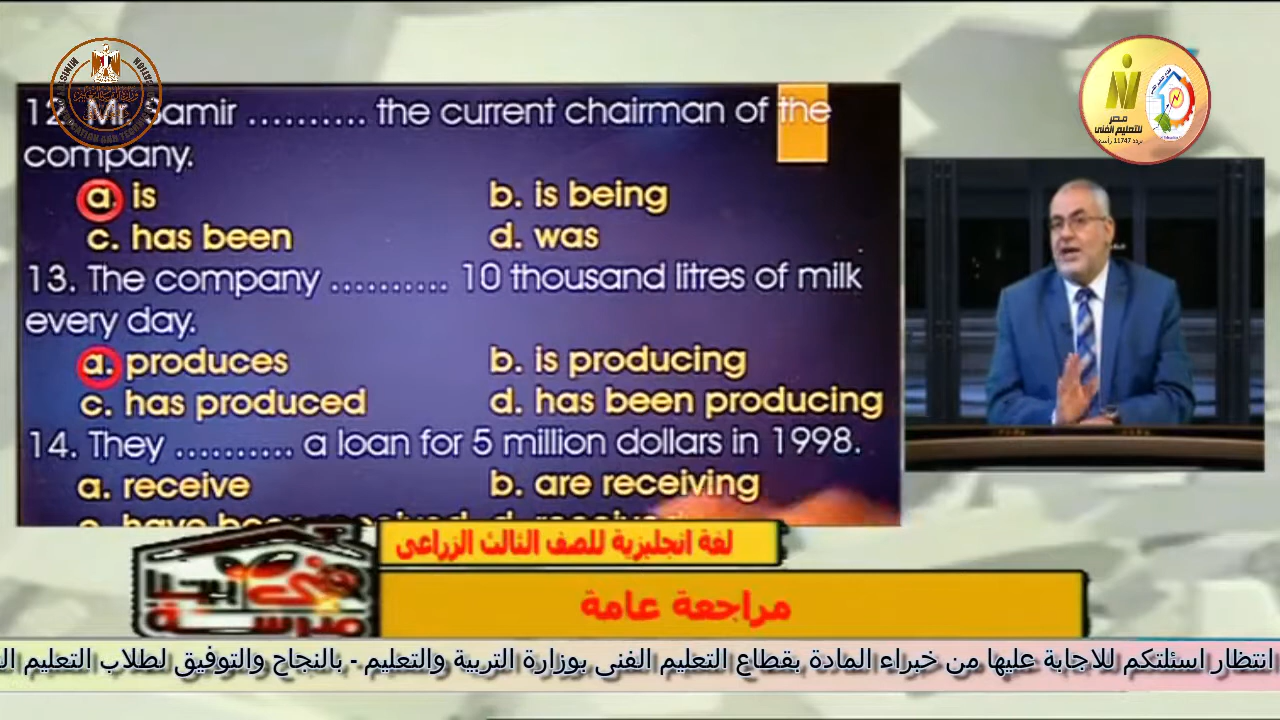 12. Mr. Samir .......... the current chairman of the
company.
a. is b. is being
c. has been d. was
13. The company .......... 10 thousand litres of milk
every day.
a. produces b. is producing
c. has produced d. has been producing
14. They .......... a loan for 5 million dollars in 1998.
a. receive b. are receiving
مصر
للتعليم الفنى
تردد 11747 رأسية
لغة انجليزية للصف الثالث الزراعى
مراجعة عامة
انتظار اسئلتكم للاجابة عليها من خبراء المادة بقطاع التعليم الفنى بوزارة التربية والتعليم - بالنجاح والتوفيق لطلاب التعليم